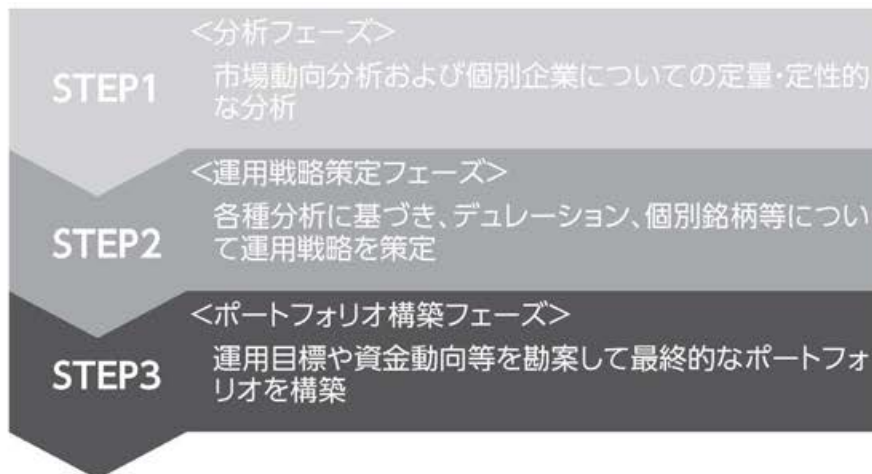 <分析フェーズ>
STEP1
市場動向分析および個別企業についての定量・定性的
な分析
<運用戦略策定フェーズ>
STEP2
各種分析に基づき、デュレーション、個別銘柄等につい
て運用戦略を策定
<ポートフォリオ構築フェーズ>
STEP3
運用目標や資金動向等を勘案して最終的なポートフォ
リオを構築